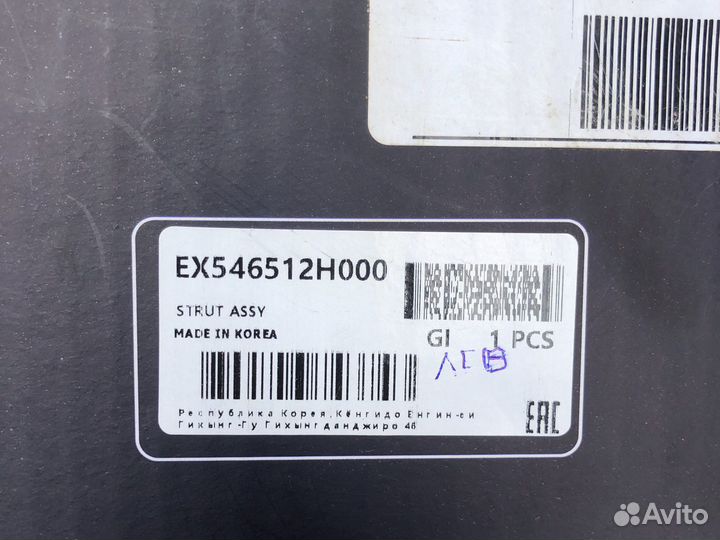 EX546512H000
STRUT ASSY
MADE IN KOREA
GI 1 PCS
лев
Республика Корея, Кёнгидо Енгин-си
Гихынг-Гу Гихынгданджиро 46
EAC
Avito